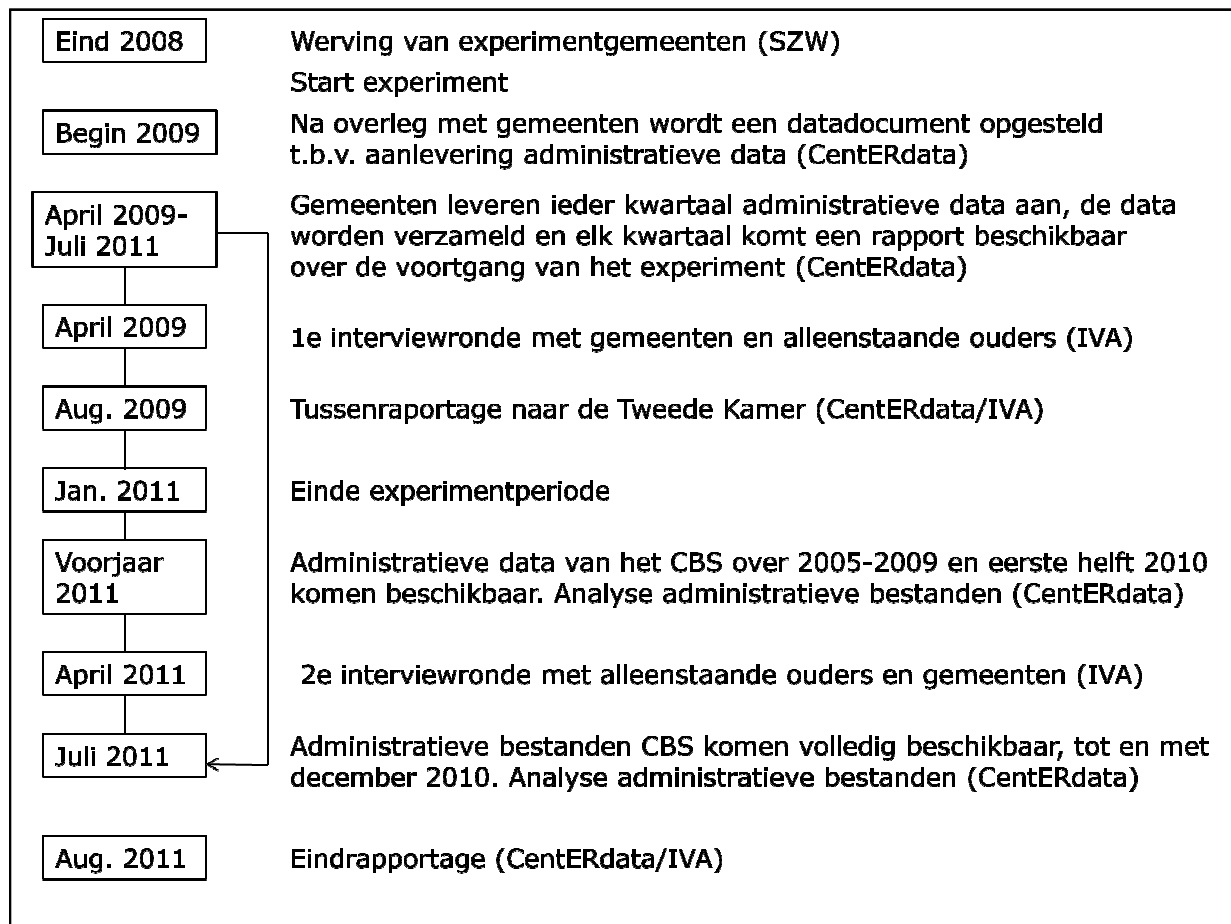 Eind 2008
Werving van experimentgemeenten (SZW)
Start experiment
Begin 2009
Na overleg met gemeenten wordt een datadocument opgesteld
t.b.v. aanlevering administratieve data (CentERdata)
April 2009-
Juli 2011
Gemeenten leveren ieder kwartaal administratieve data aan, de data
worden verzameld en elk kwartaal komt een rapport beschikbaar
over de voortgang van het experiment (CentERdata)
April 2009
1e interviewronde met gemeenten en alleenstaande ouders (IVA)
Aug. 2009
Tussenraportage naar de Tweede Kamer (CentERdata/IVA)
Jan. 2011
Einde experimentperiode
Voorjaar
2011
Administratieve data van het CBS over 2005-2009 en eerste helft 2010
komen beschikbaar. Analyse administratieve bestanden (CentERdata)
April 2011
2e interviewronde met alleenstaande ouders en gemeenten (IVA)
Juli 2011
Administratieve bestanden CBS komen volledig beschikbaar, tot en met
december 2010. Analyse administratieve bestanden (CentERdata)
Aug. 2011
Eindrapportage (CentERdata/IVA)